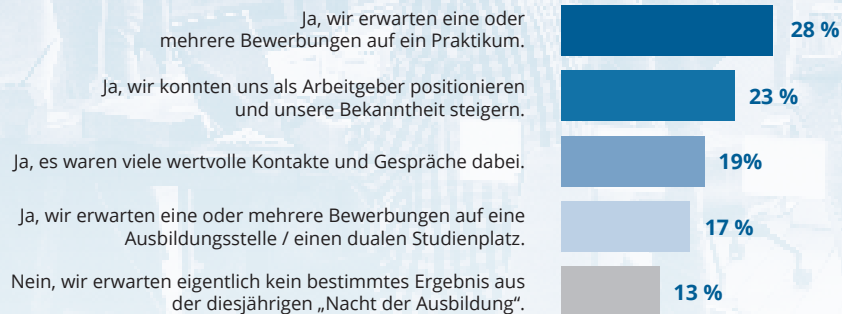 Ja, wir erwarten eine oder
mehrere Bewerbungen auf ein Praktikum.
28 %
Ja, wir konnten uns als Arbeitgeber positionieren
und unsere Bekanntheit steigern.
23 %
Ja, es waren viele wertvolle Kontakte und Gespräche dabei.
19%
Ja, wir erwarten eine oder mehrere Bewerbungen auf eine
Ausbildungsstelle / einen dualen Studienplatz.
17 %
Nein, wir erwarten eigentlich kein bestimmtes Ergebnis aus
der diesjährigen „Nacht der Ausbildung“.
13 %